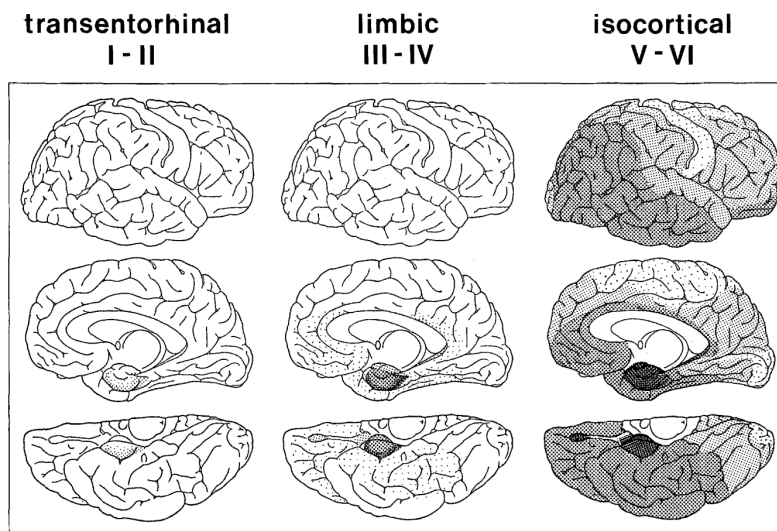 transentorhinal
I - II
limbic
III - IV
isocortical
V - VI